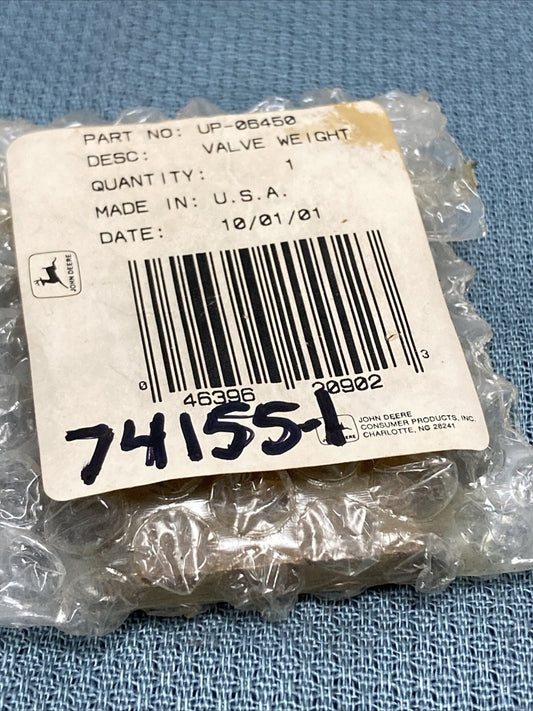 PART NO: UP-06450
DESC: VALVE WEIGHT
QUANTITY: 1
MADE IN: U.S.A.
DATE: 10/01/01
JOHN DEERE
0 46396 20902 3
74155-1
JOHN DEERE
CONSUMER PRODUCTS, INC.
CHARLOTTE, NC 28241